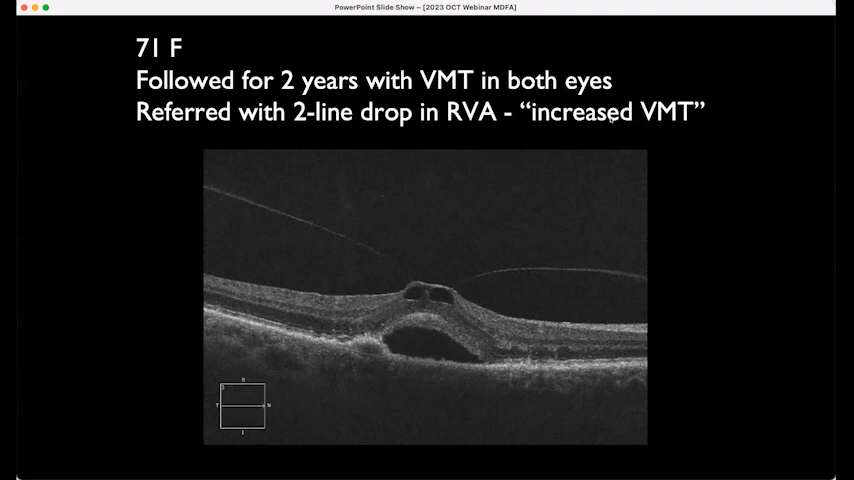 PowerPoint Slide Show – [2023 OCT Webinar MDFA]
71 F
Followed for 2 years with VMT in both eyes
Referred with 2-line drop in RVA - “increased VMT”
S
T N
I